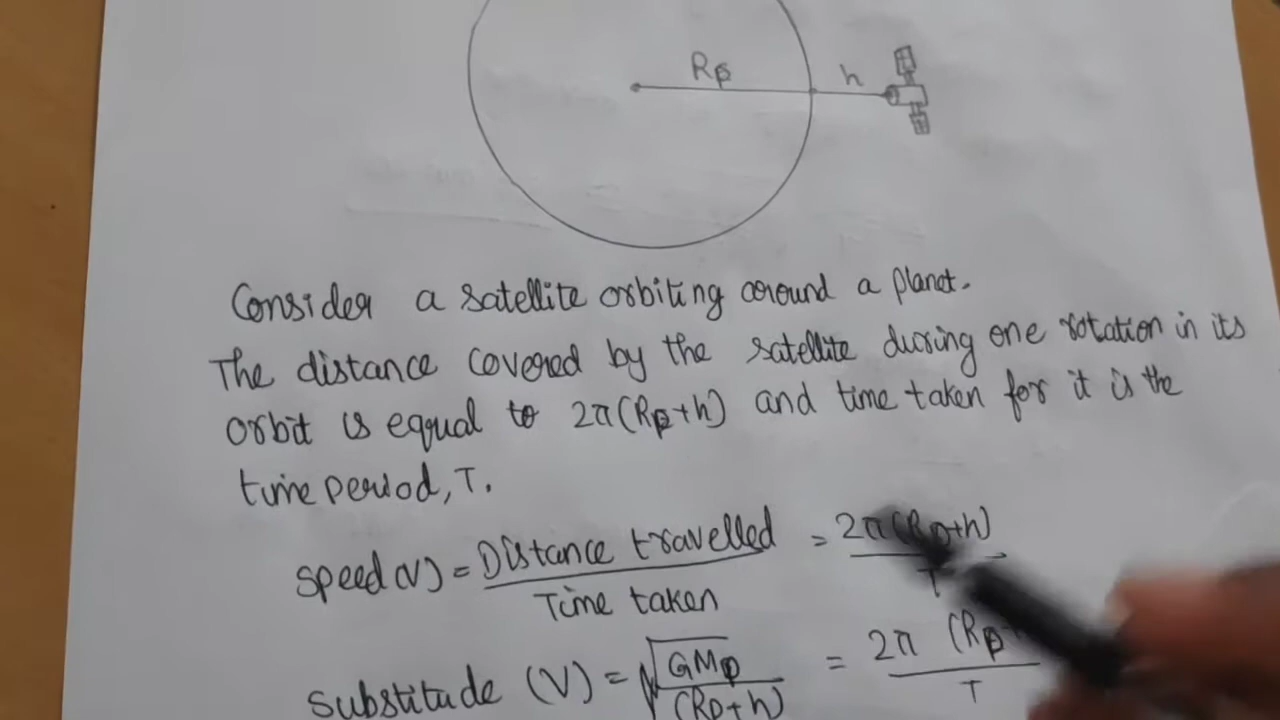 Rp h
Consider a satellite orbiting around a planet.
The distance covered by the satellite during one rotation in its
orbit is equal to 2π(Rp+h) and time taken for it is the
time period, T.
Speed(V) = Distance travelled / Time taken = 2π(Rp+h) / T
Substitude (V) = √GMp / (Rp+h) = 2π (Rp / T